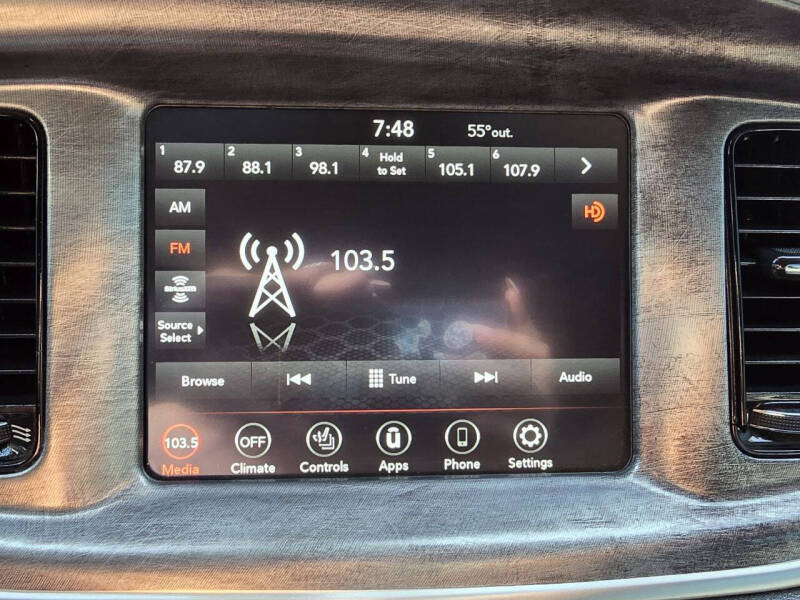 7:48 55°out.
1 87.9 2 88.1 3 98.1 4 Hold to Set 5 105.1 6 107.9
AM
HD
FM
103.5
SiriusXM
Source
Select
Browse Tune Audio
103.5 OFF
Media Climate Controls Apps Phone Settings